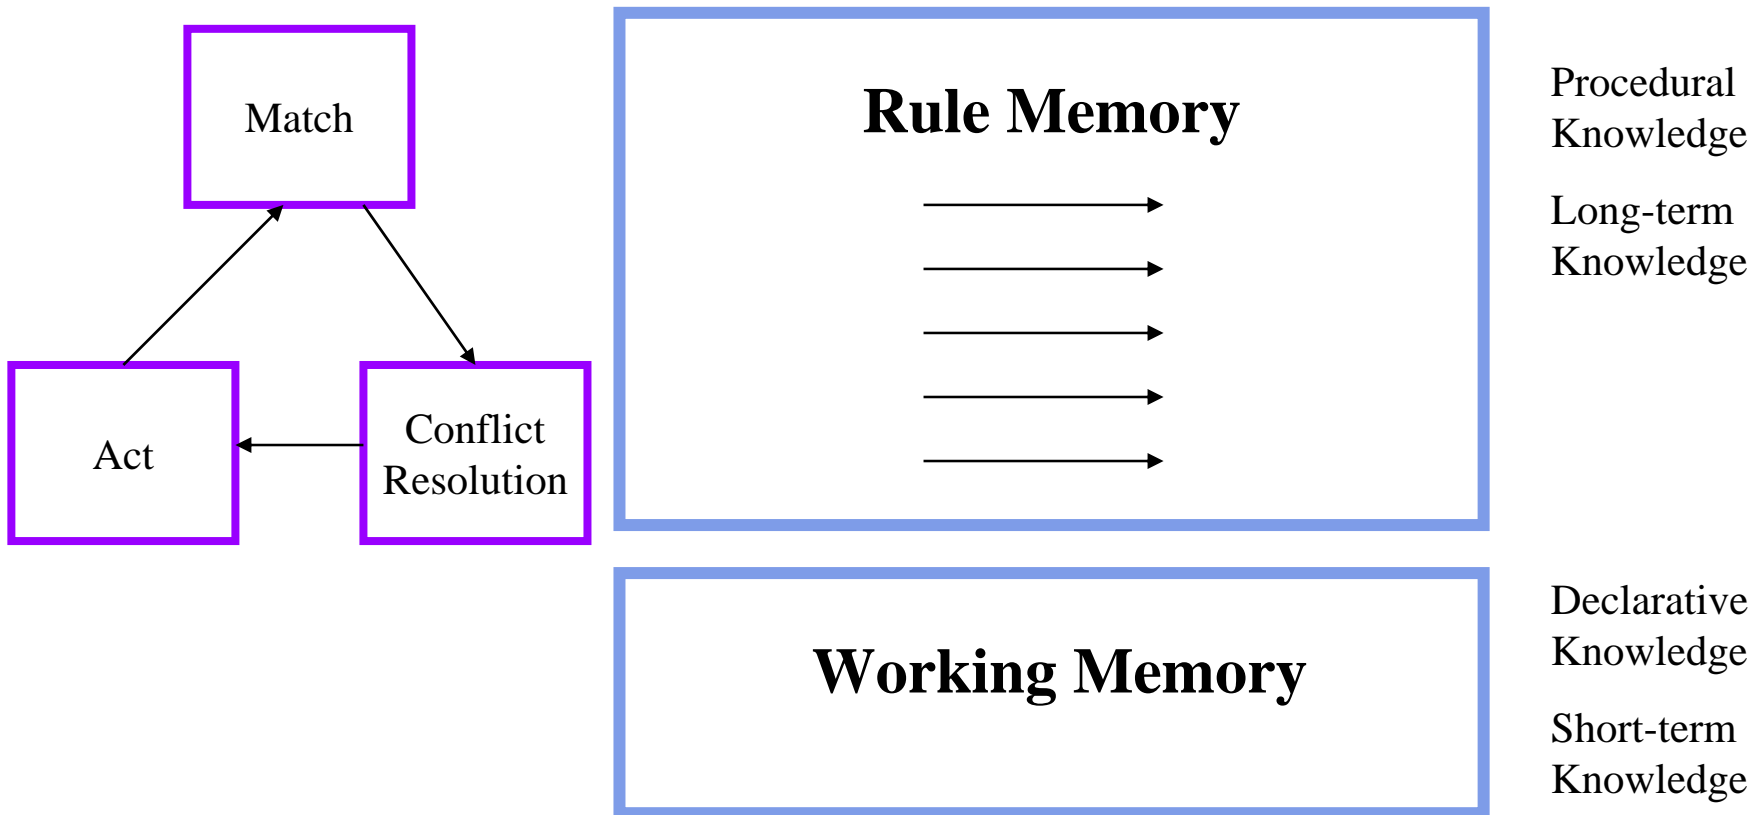 Match
Act
Conflict
Resolution
Rule Memory
Procedural
Knowledge
Long-term
Knowledge
Working Memory
Declarative
Knowledge
Short-term
Knowledge